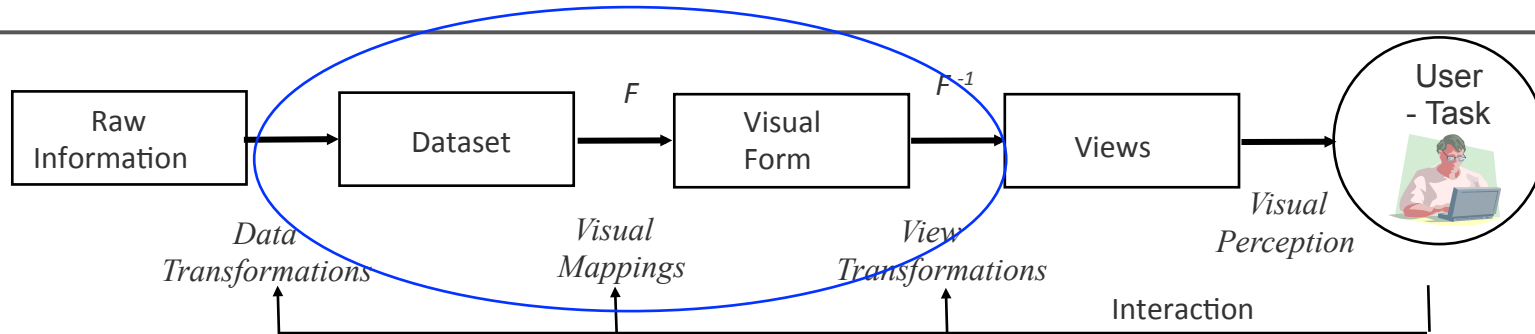 Raw
Information
Dataset
F
Visual
Form
F -1
Views
User
- Task
Data
Transformations
Visual
Mappings
View
Transformations
Visual
Perception
Interaction